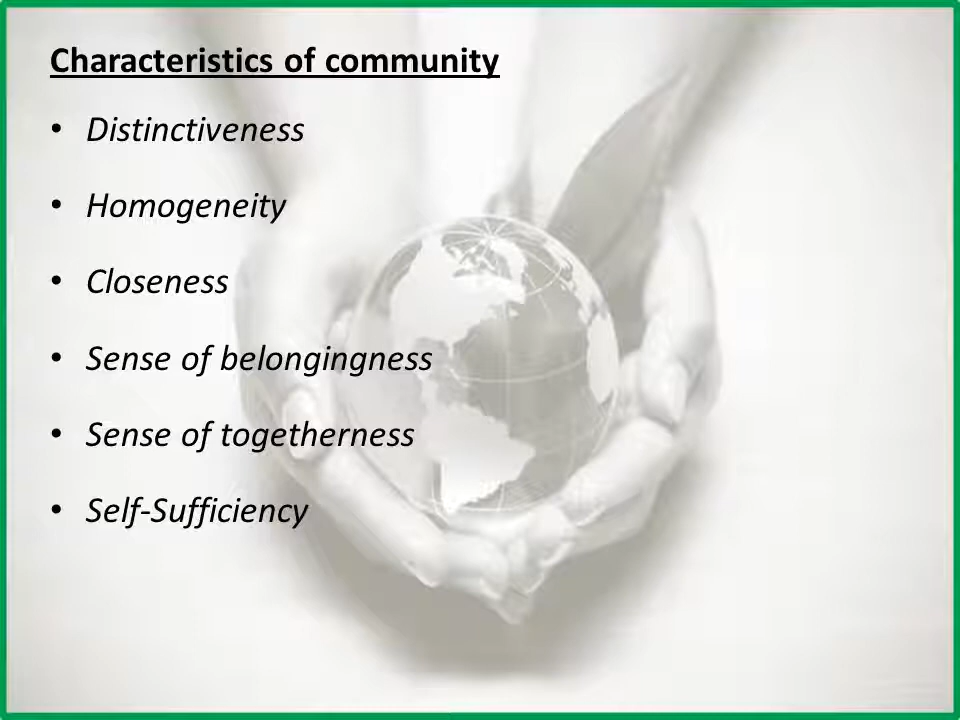 Characteristics of community
• Distinctiveness
• Homogeneity
• Closeness
• Sense of belongingness
• Sense of togetherness
• Self-Sufficiency